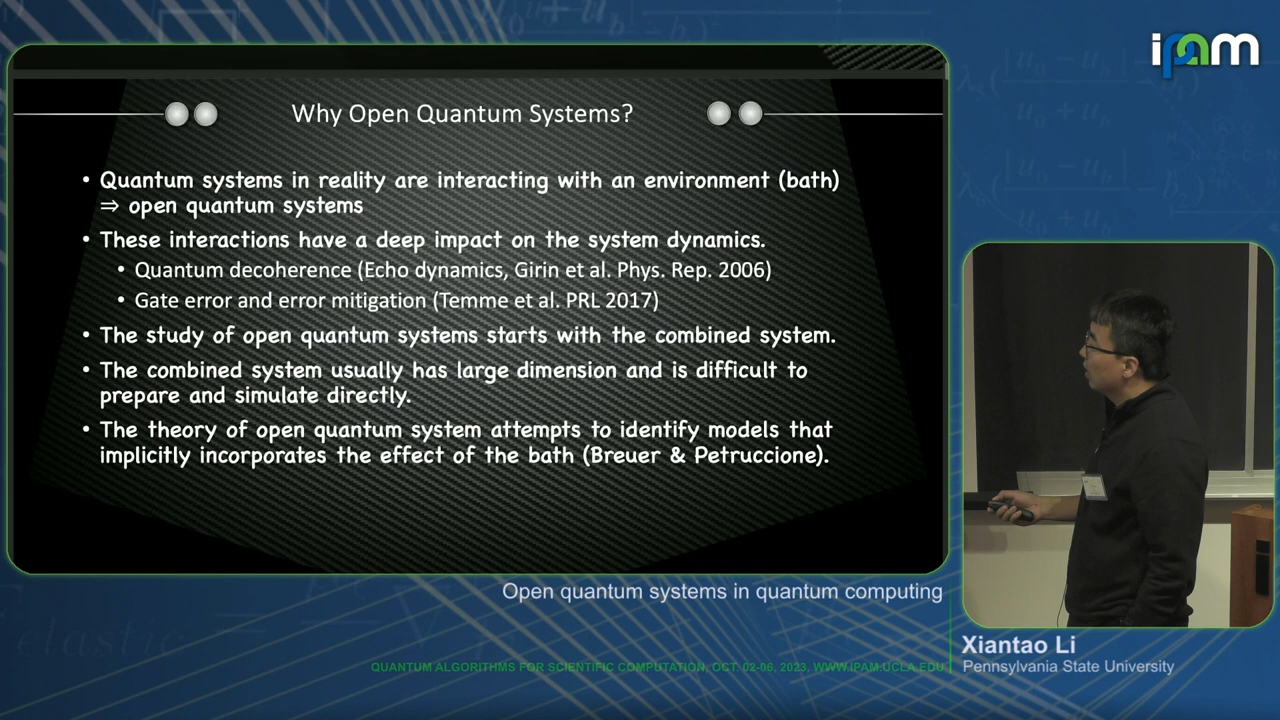 ipam
Why Open Quantum Systems?
• Quantum systems in reality are interacting with an environment (bath)
⇒ open quantum systems
• These interactions have a deep impact on the system dynamics.
• Quantum decoherence (Echo dynamics, Girin et al. Phys. Rep. 2006)
• Gate error and error mitigation (Temme et al. PRL 2017)
• The study of open quantum systems starts with the combined system.
• The combined system usually has large dimension and is difficult to
prepare and simulate directly.
• The theory of open quantum system attempts to identify models that
implicitly incorporates the effect of the bath (Breuer & Petruccione).
Open quantum systems in quantum computing
Xiantao Li
Pennsylvania State University
QUANTUM ALGORITHMS FOR SCIENTIFIC COMPUTATION, OCT. 02-06, 2023, WWW.IPAM.UCLA.EDU
elastic